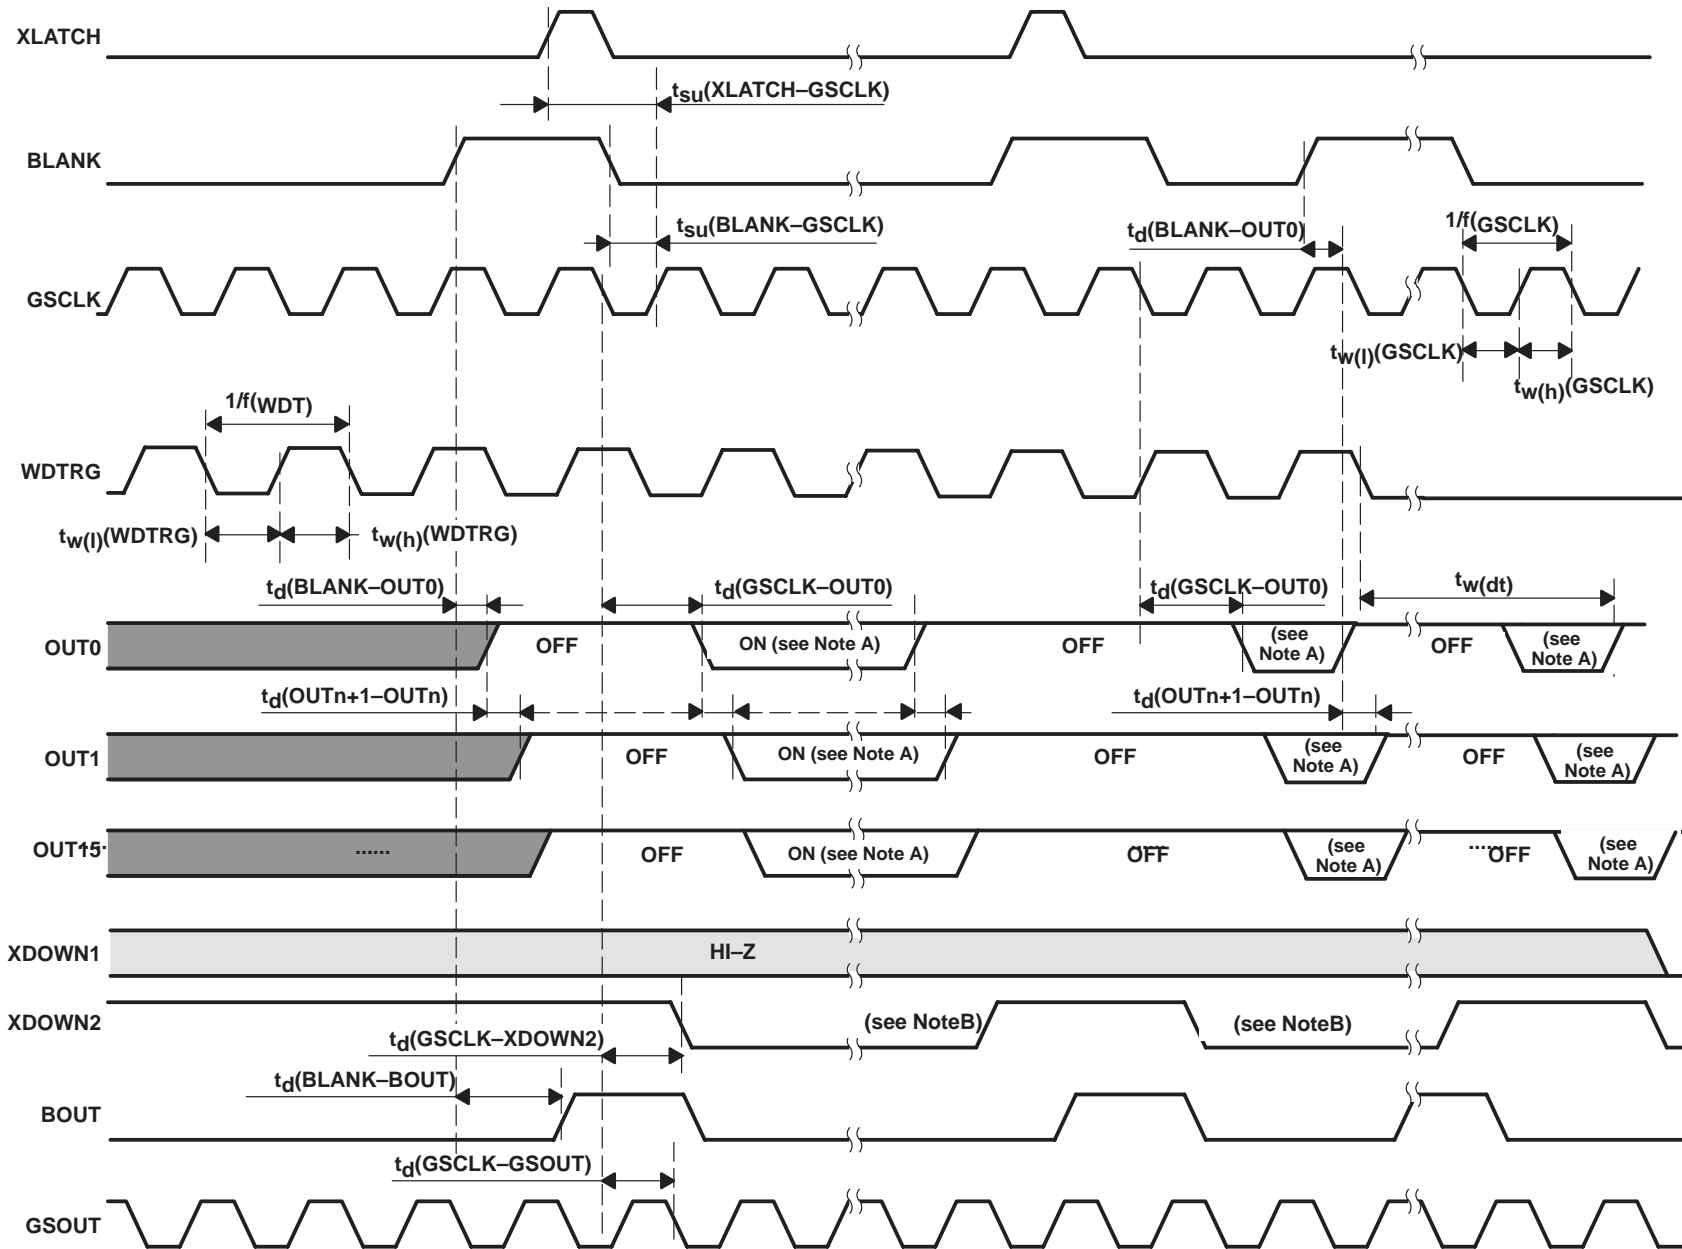 XLATCH
tsu(XLATCH–GSCLK)
BLANK
tsu(BLANK–GSCLK)
td(BLANK–OUT0)
1/f(GSCLK)
GSCLK
tw(l)(GSCLK)
tw(h)(GSCLK)
1/f(WDT)
WDTRG
tw(l)(WDTRG)
tw(h)(WDTRG)
td(BLANK–OUT0)
td(GSCLK–OUT0)
td(GSCLK–OUT0)
tw(dt)
OUT0
OFF
ON (see Note A)
OFF
(see
Note A)
OFF
(see
Note A)
td(OUTn+1–OUTn)
td(OUTn+1–OUTn)
OUT1
OFF
ON (see Note A)
OFF
(see
Note A)
OFF
(see
Note A)
OUT15
......
OFF
ON (see Note A)
......
OFF
(see
Note A)
......
OFF
(see
Note A)
XDOWN1
HI–Z
XDOWN2
(see NoteB)
(see NoteB)
td(GSCLK–XDOWN2)
td(BLANK–BOUT)
BOUT
td(GSCLK–GSOUT)
GSOUT